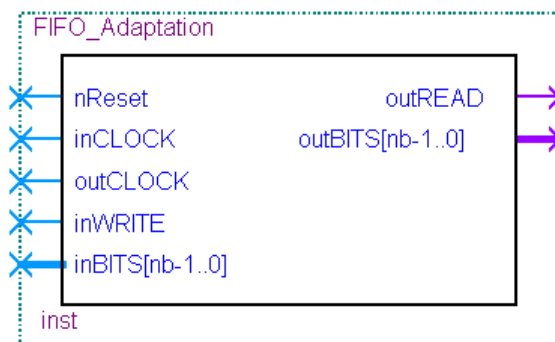 FIFO_Adaptation
nReset outREAD
inCLOCK outBITS[nb-1..0]
outCLOCK
inWRITE
inBITS[nb-1..0]
inst